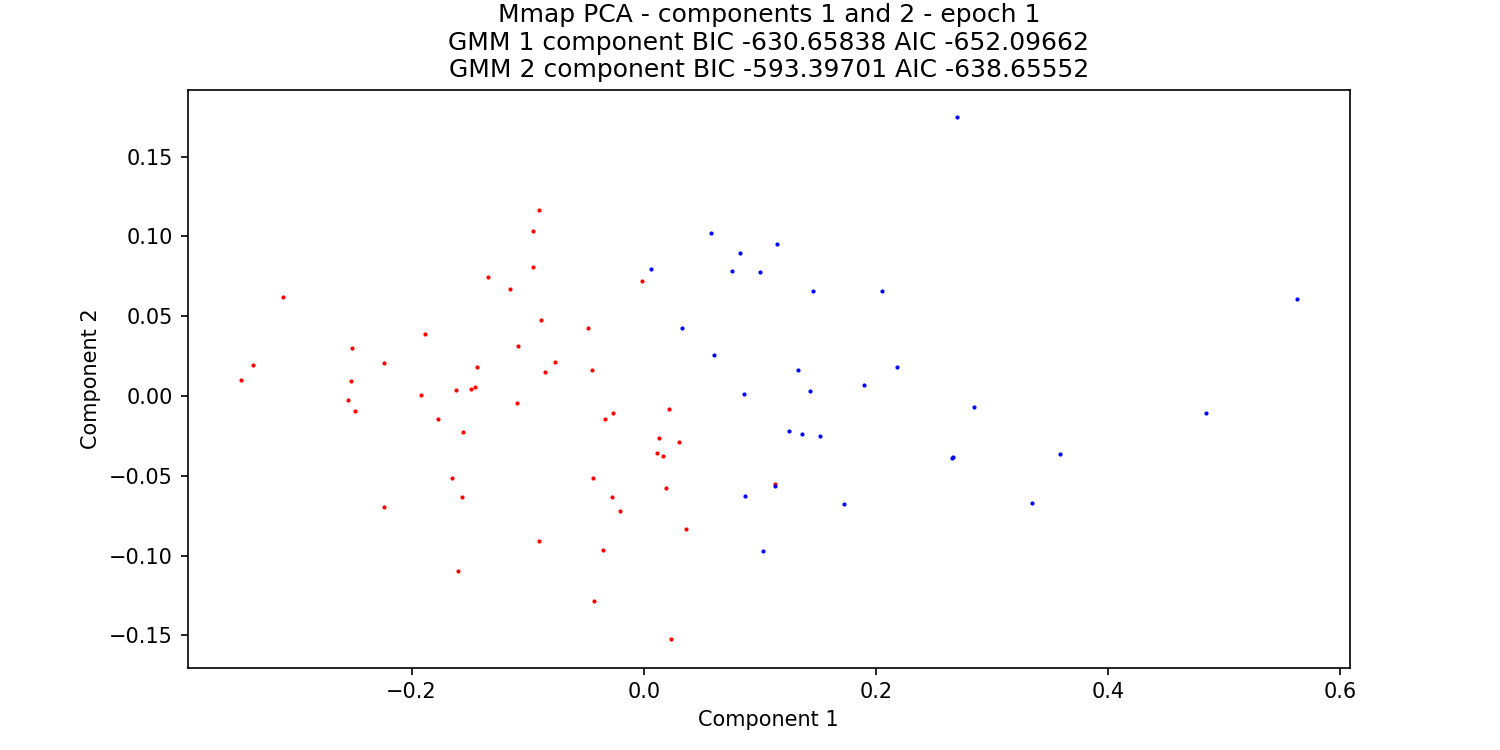 Mmap PCA - components 1 and 2 - epoch 1
GMM 1 component BIC -630.65838 AIC -652.09662
GMM 2 component BIC -593.39701 AIC -638.65552
0.15
0.10
0.05
0.00
−0.05
−0.10
−0.15
Component 2
−0.2
0.0
0.2
0.4
0.6
Component 1